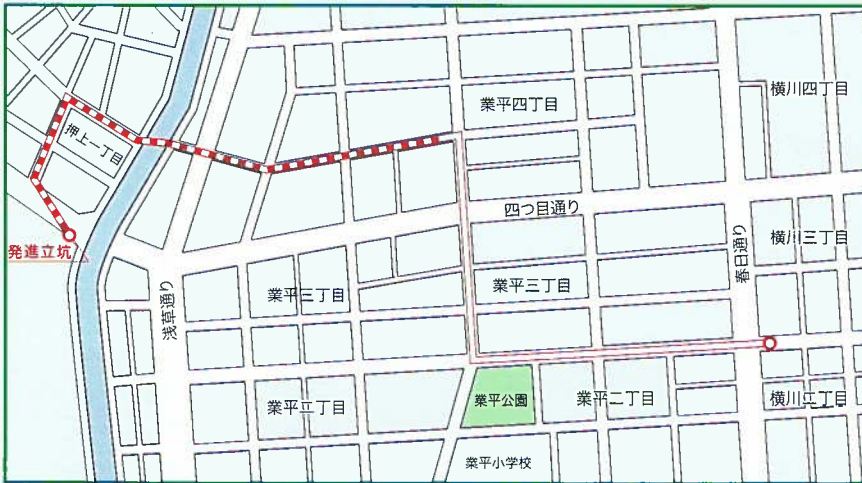 業平四丁目
横川四丁目
押上一丁目
四つ目通り
発進立坑
横川三丁目
春日通り
業平三丁目
業平三丁目
浅草通り
業平二丁目
業平公園
業平二丁目
横川二丁目
業平小学校